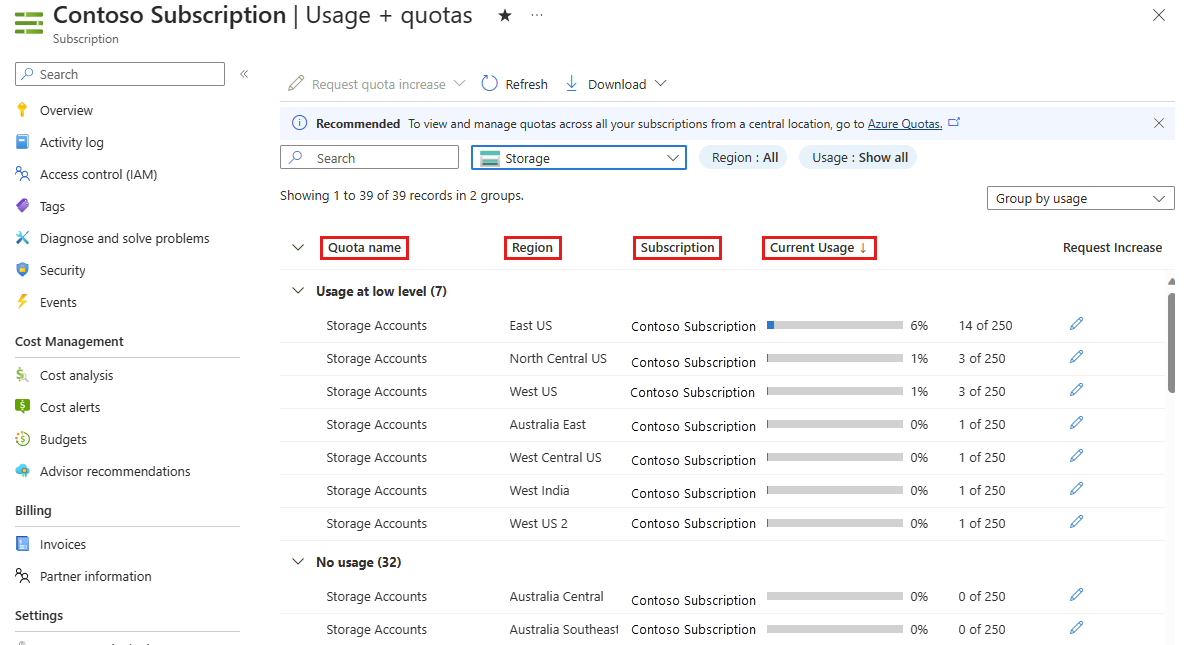 Contoso Subscription | Usage + quotas ★ ···
Subscription
Search
«
Overview
Activity log
Access control (IAM)
Tags
Diagnose and solve problems
Security
Events
Cost Management
Cost analysis
Cost alerts
Budgets
Advisor recommendations
Billing
Invoices
Partner information
Settings
Request quota increase
Refresh
Download
Recommended To view and manage quotas across all your subscriptions from a central location, go to Azure Quotas.
Search
Storage
Region : All
Usage : Show all
Showing 1 to 39 of 39 records in 2 groups.
Group by usage
Quota name Region Subscription Current Usage ↓ Request Increase
Usage at low level (7)
Storage Accounts East US Contoso Subscription 6% 14 of 250
Storage Accounts North Central US Contoso Subscription 1% 3 of 250
Storage Accounts West US Contoso Subscription 1% 3 of 250
Storage Accounts Australia East Contoso Subscription 0% 1 of 250
Storage Accounts West Central US Contoso Subscription 0% 1 of 250
Storage Accounts West India Contoso Subscription 0% 1 of 250
Storage Accounts West US 2 Contoso Subscription 0% 1 of 250
No usage (32)
Storage Accounts Australia Central Contoso Subscription 0% 0 of 250
Storage Accounts Australia Southeast Contoso Subscription 0% 0 of 250